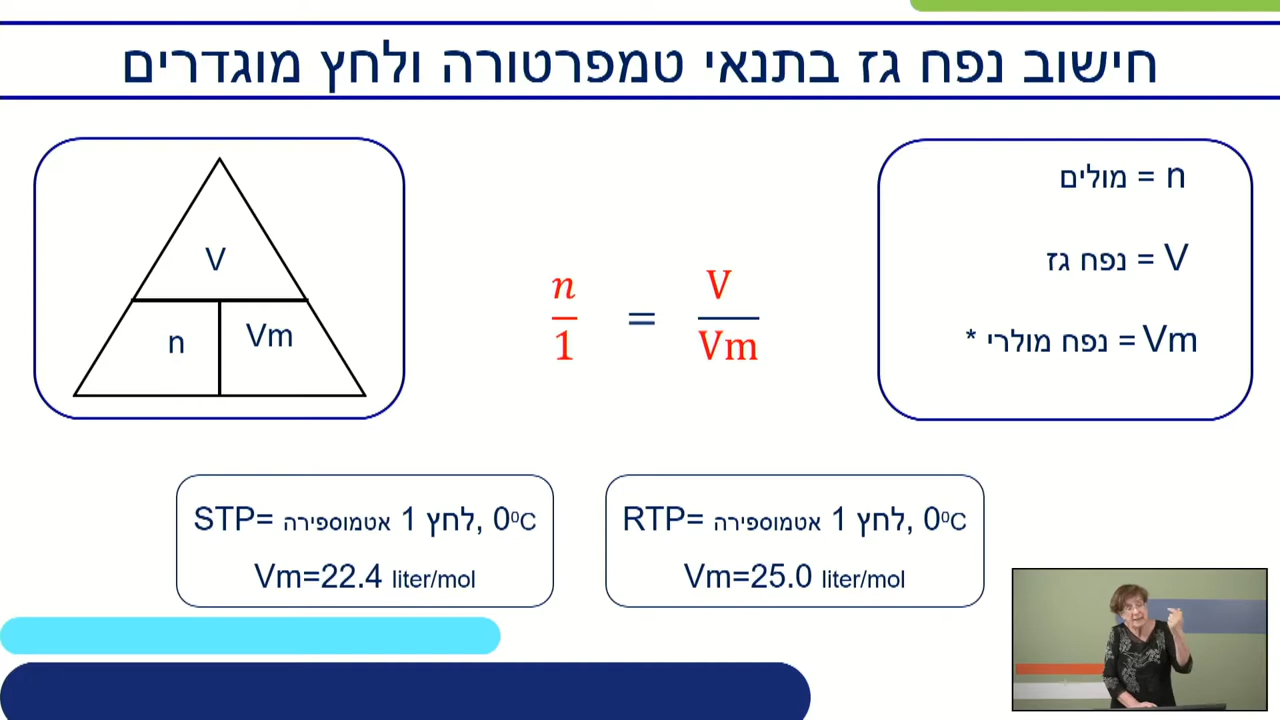 חישוב נפח גז בתנאי טמפרטורה ולחץ מוגדרים
n = מולים
V = נפח גז
Vm = נפח מולרי *
n/1 = V/Vm
V
n
Vm
RTP= לחץ 1 אטמוספירה, 0⁰C
Vm=25.0 liter/mol
STP= לחץ 1 אטמוספירה, 0⁰C
Vm=22.4 liter/mol